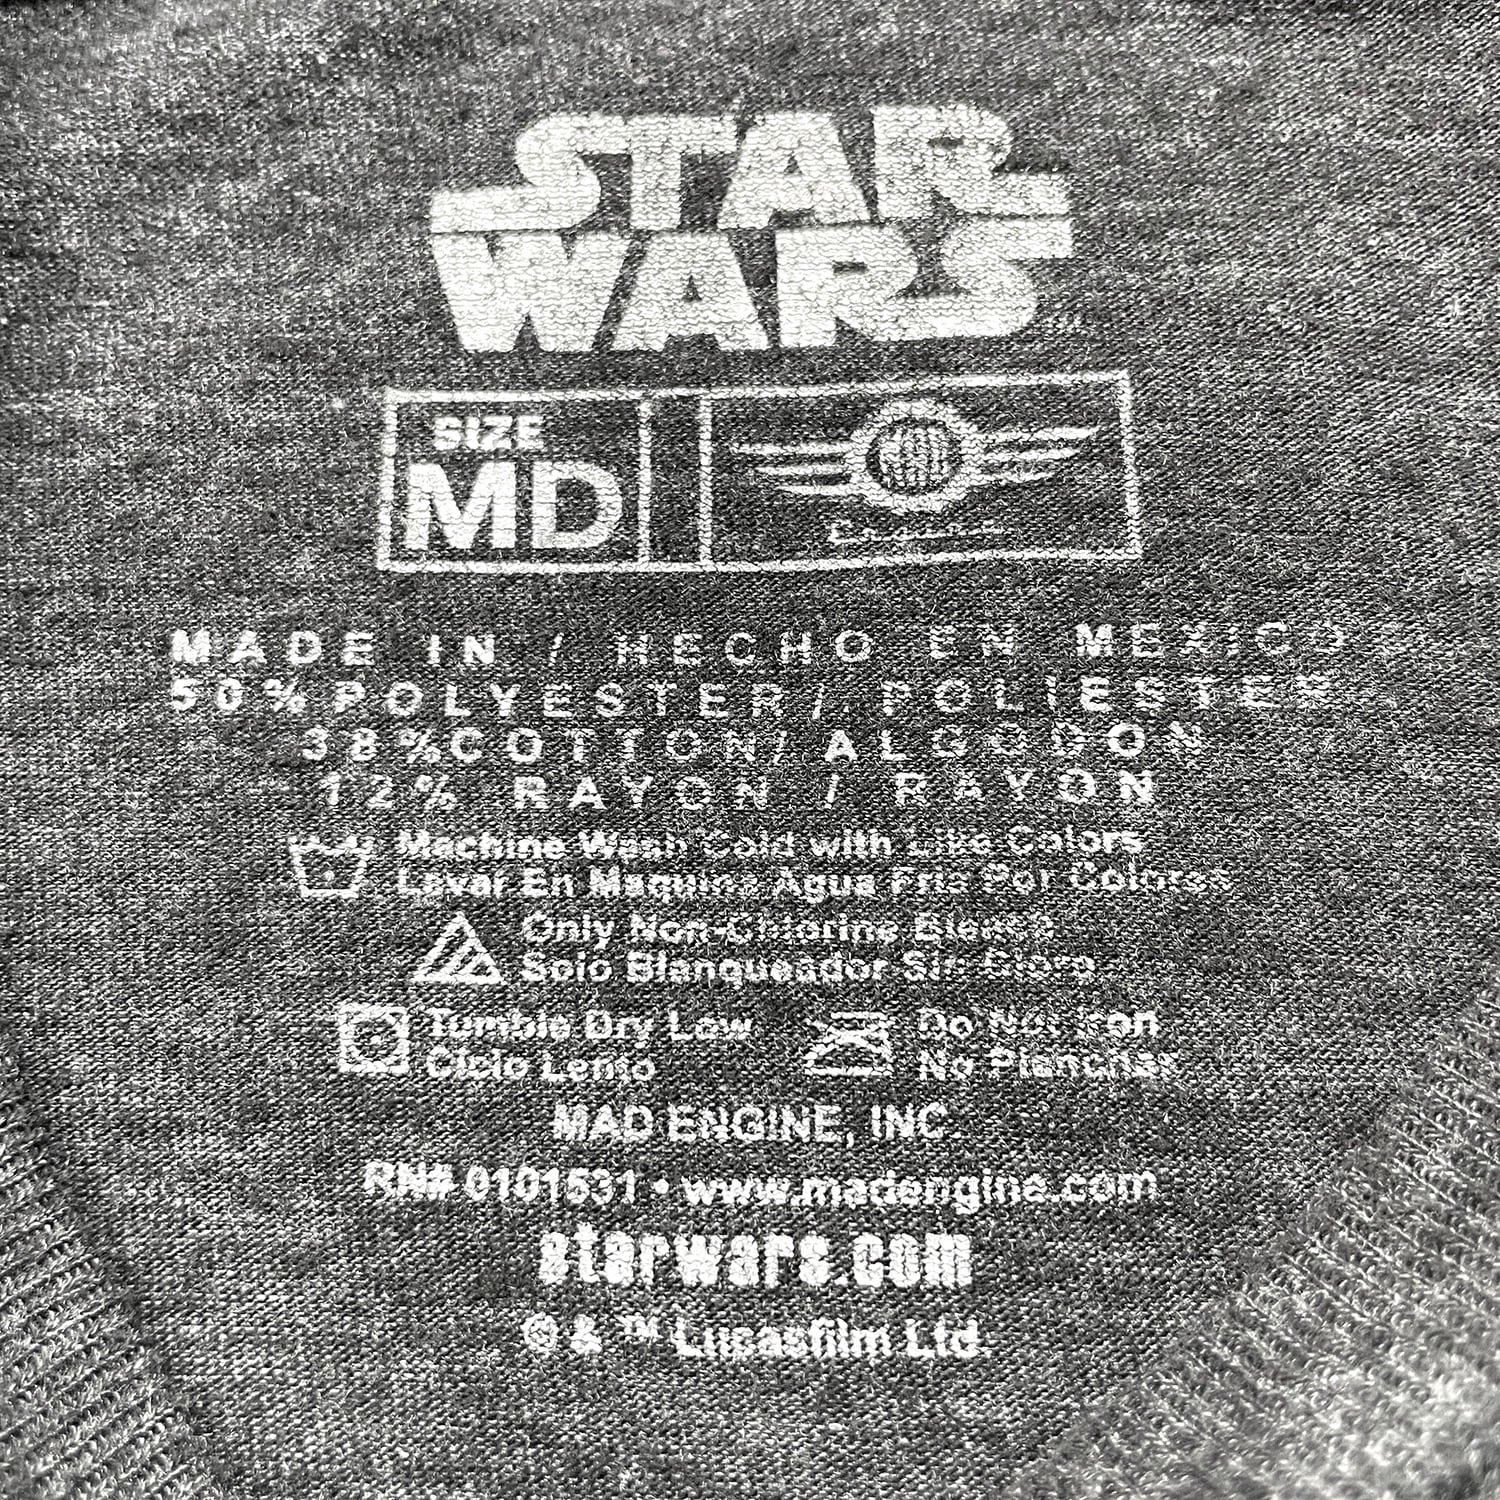 STAR
WARS
SIZE
MD
MAD
Engine
MADE IN / HECHO EN MEXICO
50%POLYESTER/ POLIESTER
38%COTTON/ALGODON
12% RAYON / RAYON
Machine Wash Cold with Like Colors
Lavar En Maquina Agua Fria Por Colores
Only Non-Chlorine Bleach
Solo Blanqueador Sin Cloro
Tumble Dry Low
Ciclo Lento
Do Not Iron
No Planchar
MAD ENGINE, INC.
RN# 0101531 • www.madengine.com
starwars.com
© & ™ Lucasfilm Ltd.